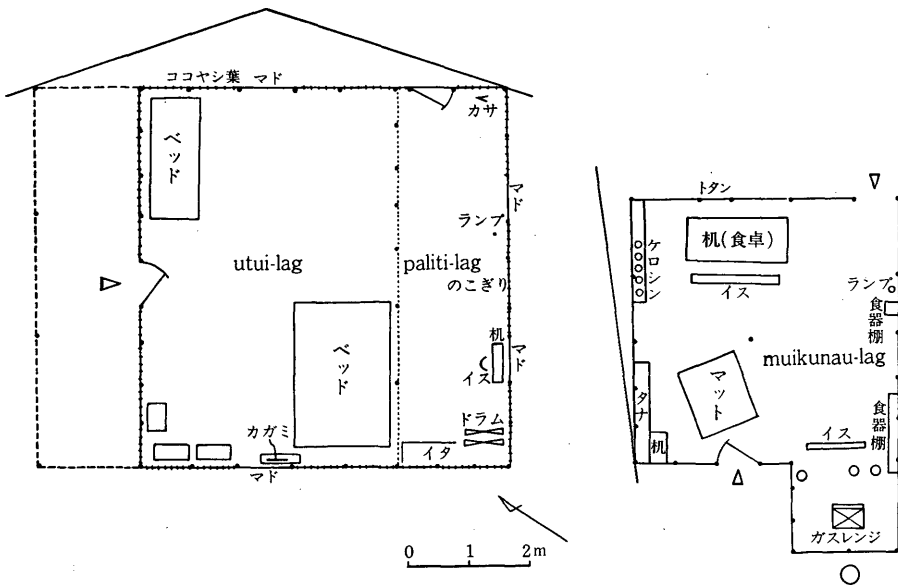 ココヤシ葉 マド
ベッド
カサ
マド
ランプ
utui-lag
paliti-lag
のこぎり
ベッド
机
マド
イス
ドラム
カガミ
イタ
マド
0 1 2m
トタン
机(食卓)
イス
ケロシン
ランプ
食器棚
muikunau-lag
マット
タナ
机
食器棚
イス
ガスレンジ